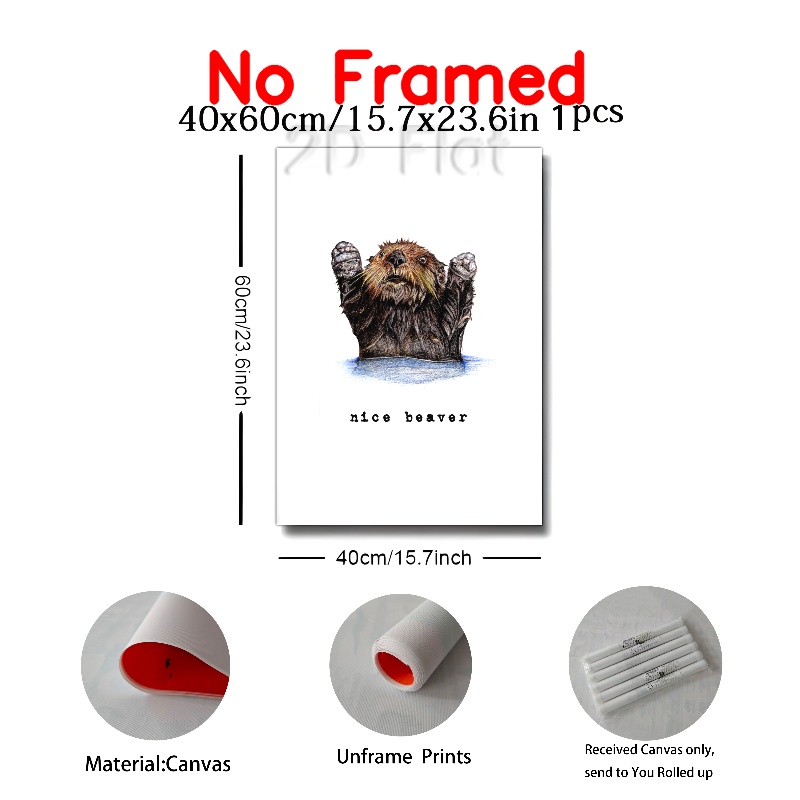 No Framed
40x60cm/15.7x23.6in 1pcs
2D Flat
60cm/23.6inch
nice beaver
40cm/15.7inch
Material:Canvas
Unframe Prints
Received Canvas only,
send to You Rolled up